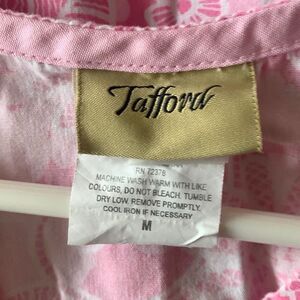 Tafford
RN 72378
MACHINE WASH WARM WITH LIKE
COLOURS, DO NOT BLEACH. TUMBLE
DRY LOW. REMOVE PROMPTLY.
COOL IRON IF NECESSARY
M